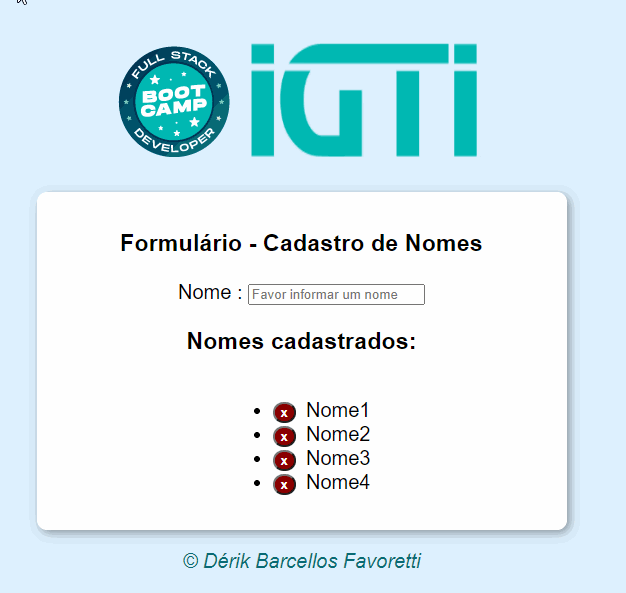 FULL STACK
BOOT
CAMP
DEVELOPER
iGTi
Formulário - Cadastro de Nomes
Nome : Favor informar um nome
Nomes cadastrados:
x Nome1
x Nome2
x Nome3
x Nome4
© Dérik Barcellos Favoretti